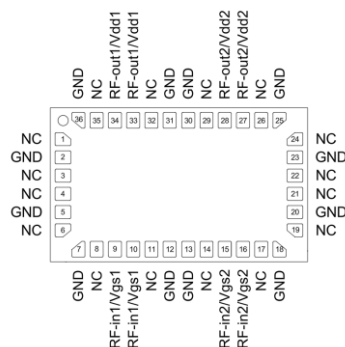 GND
NC
RF-out1/Vdd1
RF-out1/Vdd1
NC
GND
GND
NC
RF-out2/Vdd2
RF-out2/Vdd2
NC
GND
36 35 34 33 32 31 30 29 28 27 26 25
NC 1 24 NC
GND 2 23 GND
NC 3 22 NC
NC 4 21 NC
GND 5 20 GND
NC 6 19 NC
7 8 9 10 11 12 13 14 15 16 17 18
GND
NC
RF-in1/Vgs1
RF-in1/Vgs1
NC
GND
GND
NC
RF-in2/Vgs2
RF-in2/Vgs2
NC
GND